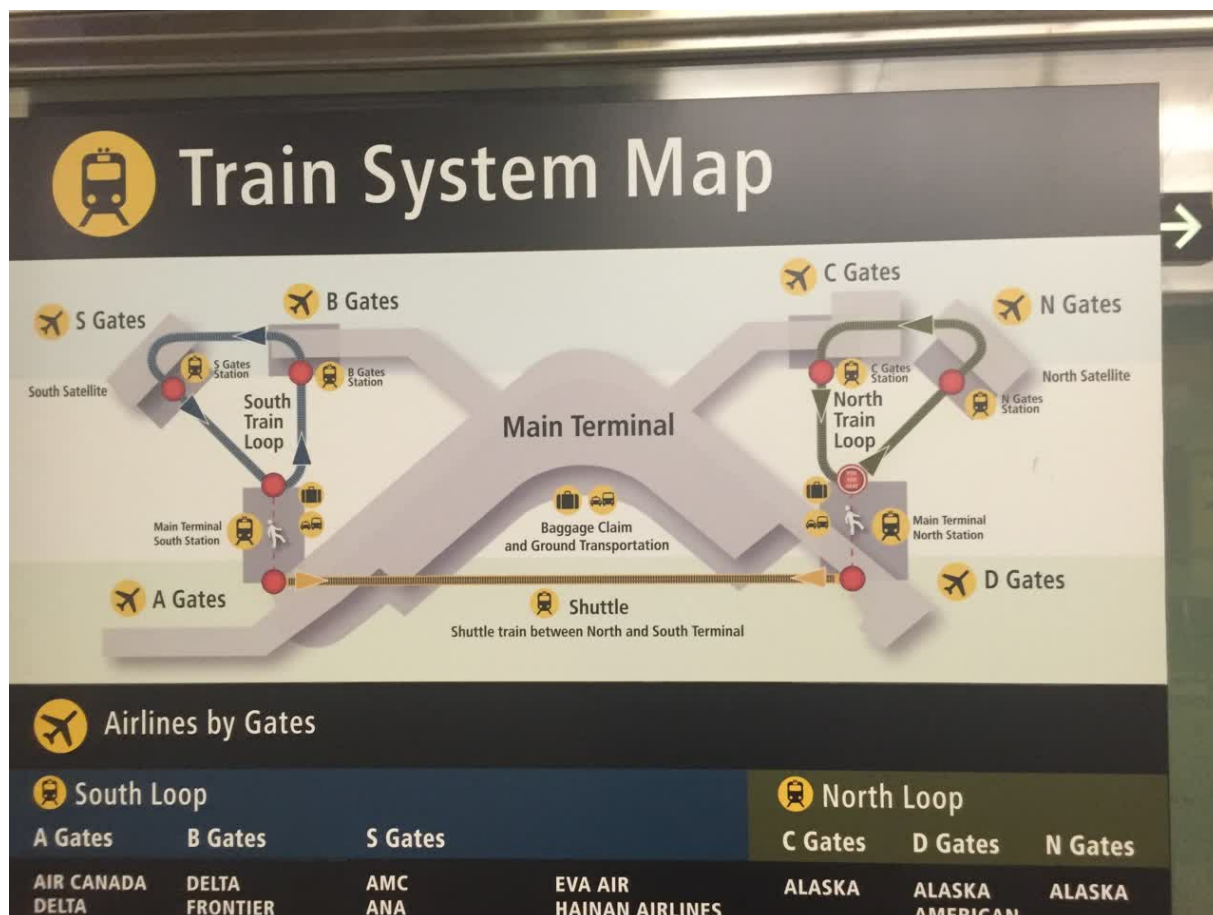 Train System Map
C Gates
B Gates
N Gates
S Gates
S Gates
Station
B Gates
Station
C Gates
Station
North Satellite
South Satellite
N Gates
Station
South
Train
Loop
North
Train
Loop
Main Terminal
Main Terminal
South Station
Baggage Claim
and Ground Transportation
Main Terminal
North Station
A Gates
D Gates
Shuttle
Shuttle train between North and South Terminal
Airlines by Gates
South Loop
North Loop
A Gates B Gates S Gates C Gates D Gates N Gates
AIR CANADA DELTA AMC EVA AIR ALASKA ALASKA ALASKA
DELTA FRONTIER ANA HAINAN AIRLINES AMERICAN